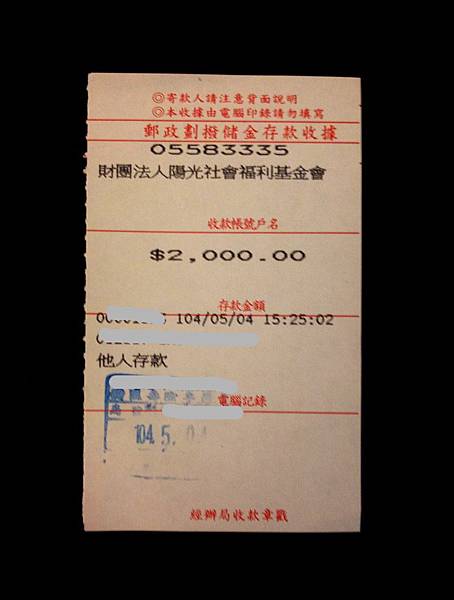 ◎寄款人請注意背面說明
◎本收據由電腦印錄請勿填寫
郵政劃撥儲金存款收據
05583335
財團法人陽光社會福利基金會
收款帳號戶名
$2,000.00
存款金額
104/05/04 15:25:02
他人存款
電腦記錄
104. 5. 04
經辦局收款章戳